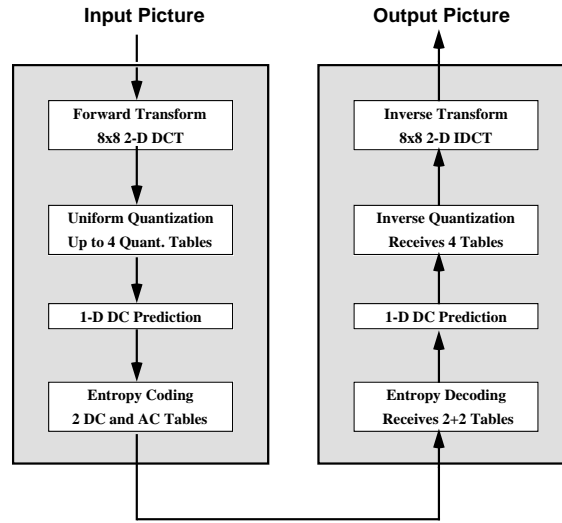 Input Picture
Forward Transform
8x8 2-D DCT
Uniform Quantization
Up to 4 Quant. Tables
1-D DC Prediction
Entropy Coding
2 DC and AC Tables
Output Picture
Inverse Transform
8x8 2-D IDCT
Inverse Quantization
Receives 4 Tables
1-D DC Prediction
Entropy Decoding
Receives 2+2 Tables